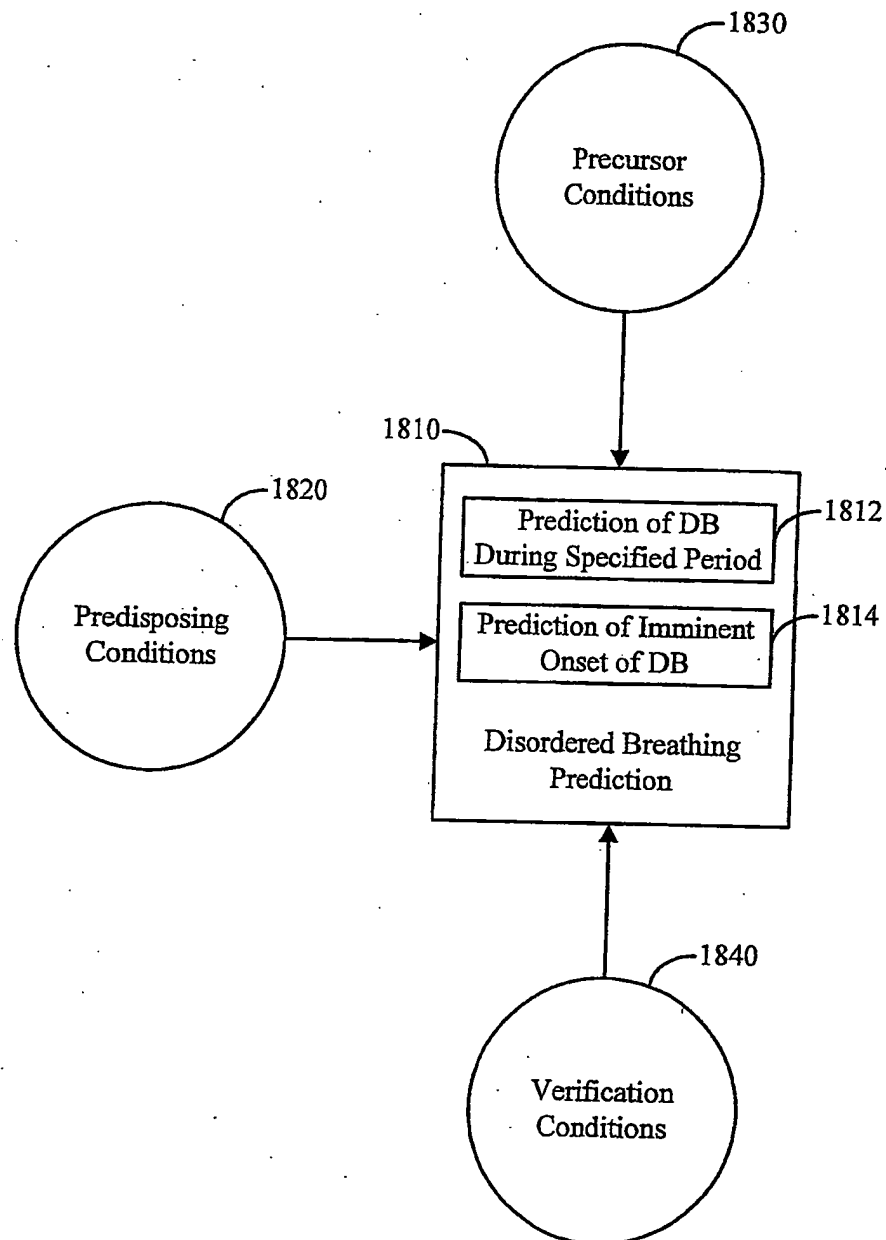 1830
Precursor
Conditions
1810
1820
Prediction of DB
During Specified Period
1812
Predisposing
Conditions
Prediction of Imminent
Onset of DB
1814
Disordered Breathing
Prediction
1840
Verification
Conditions